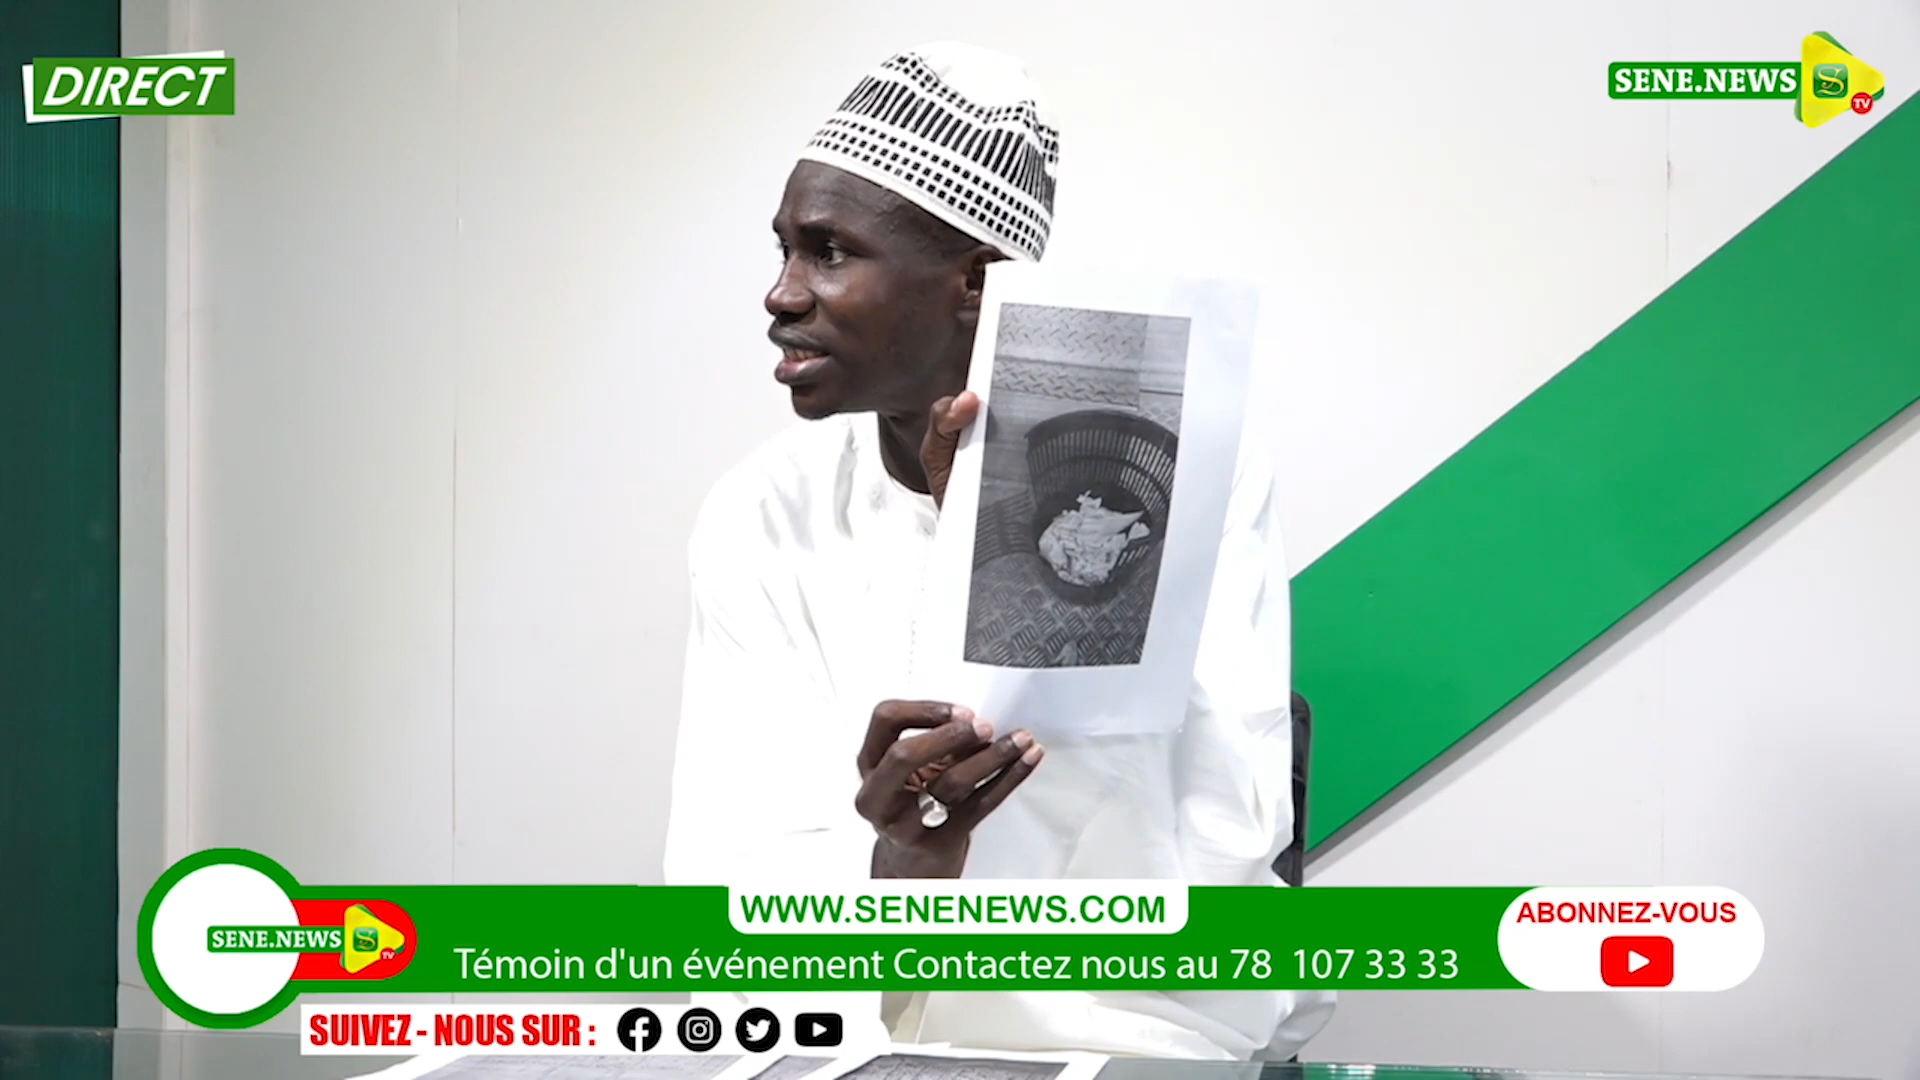 DIRECT
SENE.NEWS
S
TV
WWW.SENENEWS.COM
ABONNEZ-VOUS
SENE.NEWS
S
TV
Témoin d'un événement Contactez nous au 78 107 33 33
SUIVEZ - NOUS SUR :